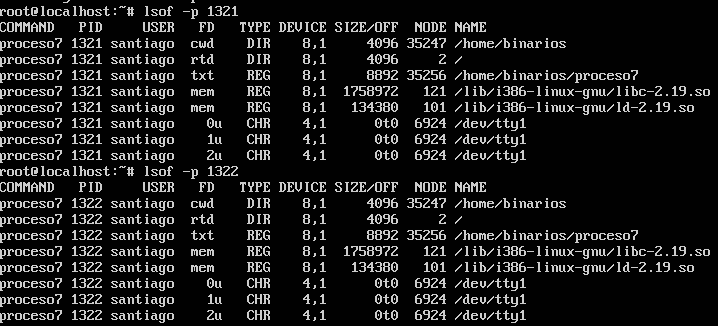 root@localhost:~# lsof -p 1321
COMMAND PID USER FD TYPE DEVICE SIZE/OFF NODE NAME
proceso7 1321 santiago cwd DIR 8,1 4096 35247 /home/binarios
proceso7 1321 santiago rtd DIR 8,1 4096 2 /
proceso7 1321 santiago txt REG 8,1 8892 35256 /home/binarios/proceso7
proceso7 1321 santiago mem REG 8,1 1758972 121 /lib/i386-linux-gnu/libc-2.19.so
proceso7 1321 santiago mem REG 8,1 134380 101 /lib/i386-linux-gnu/ld-2.19.so
proceso7 1321 santiago 0u CHR 4,1 0t0 6924 /dev/tty1
proceso7 1321 santiago 1u CHR 4,1 0t0 6924 /dev/tty1
proceso7 1321 santiago 2u CHR 4,1 0t0 6924 /dev/tty1
root@localhost:~# lsof -p 1322
COMMAND PID USER FD TYPE DEVICE SIZE/OFF NODE NAME
proceso7 1322 santiago cwd DIR 8,1 4096 35247 /home/binarios
proceso7 1322 santiago rtd DIR 8,1 4096 2 /
proceso7 1322 santiago txt REG 8,1 8892 35256 /home/binarios/proceso7
proceso7 1322 santiago mem REG 8,1 1758972 121 /lib/i386-linux-gnu/libc-2.19.so
proceso7 1322 santiago mem REG 8,1 134380 101 /lib/i386-linux-gnu/ld-2.19.so
proceso7 1322 santiago 0u CHR 4,1 0t0 6924 /dev/tty1
proceso7 1322 santiago 1u CHR 4,1 0t0 6924 /dev/tty1
proceso7 1322 santiago 2u CHR 4,1 0t0 6924 /dev/tty1